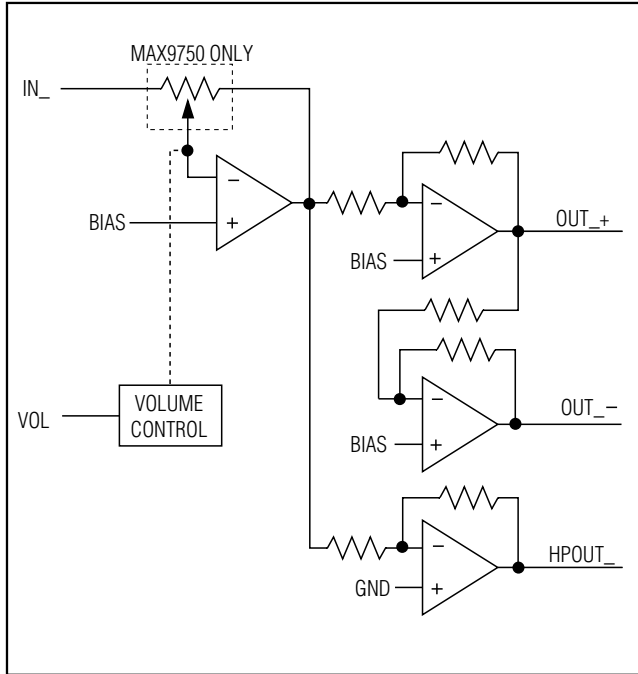 MAX9750 ONLY
IN_
−
+
BIAS
−
+
BIAS
OUT_+
VOL
VOLUME
CONTROL
−
+
BIAS
OUT_−
−
+
GND
HPOUT_